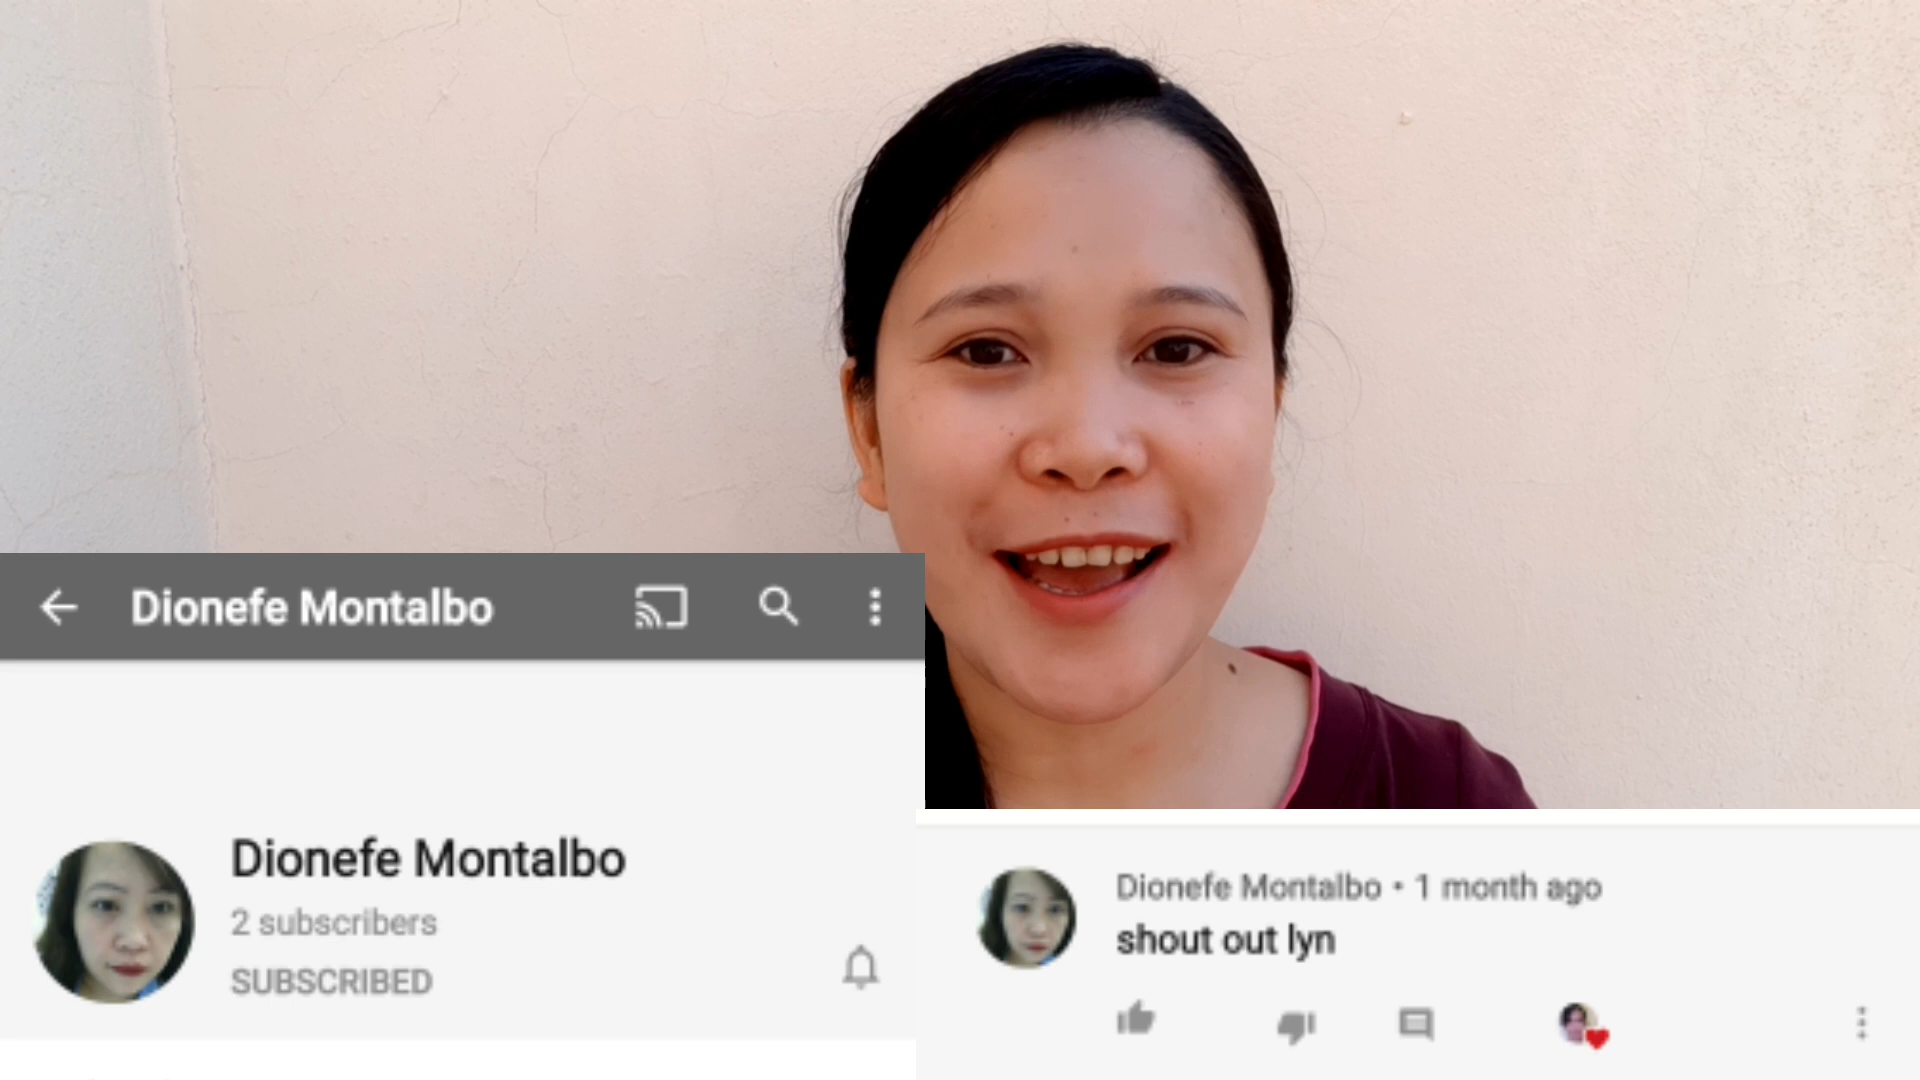 Dionefe Montalbo
Dionefe Montalbo
2 subscribers
SUBSCRIBED
Dionefe Montalbo • 1 month ago
shout out lyn